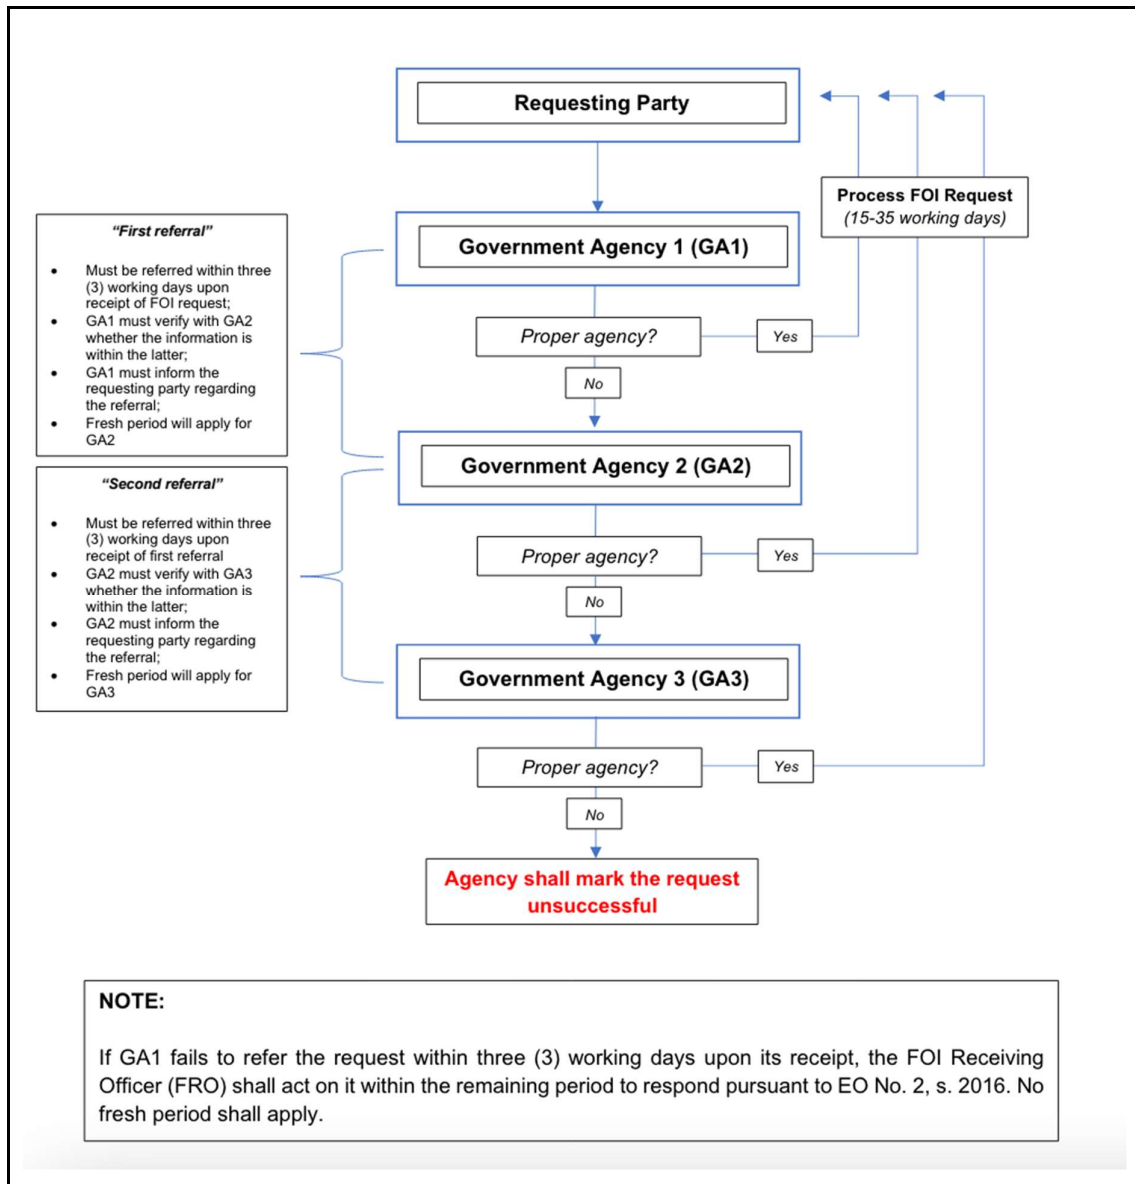 Requesting Party
Process FOI Request
(15-35 working days)
Government Agency 1 (GA1)
Proper agency?
Yes
No
“First referral”
• Must be referred within three
(3) working days upon
receipt of FOI request;
• GA1 must verify with GA2
whether the information is
within the latter;
• GA1 must inform the
requesting party regarding
the referral;
• Fresh period will apply for
GA2
Government Agency 2 (GA2)
Proper agency?
Yes
No
“Second referral”
• Must be referred within three
(3) working days upon
receipt of first referral
• GA2 must verify with GA3
whether the information is
within the latter;
• GA2 must inform the
requesting party regarding
the referral;
• Fresh period will apply for
GA3
Government Agency 3 (GA3)
Proper agency?
Yes
No
Agency shall mark the request
unsuccessful
NOTE:
If GA1 fails to refer the request within three (3) working days upon its receipt, the FOI Receiving
Officer (FRO) shall act on it within the remaining period to respond pursuant to EO No. 2, s. 2016. No
fresh period shall apply.